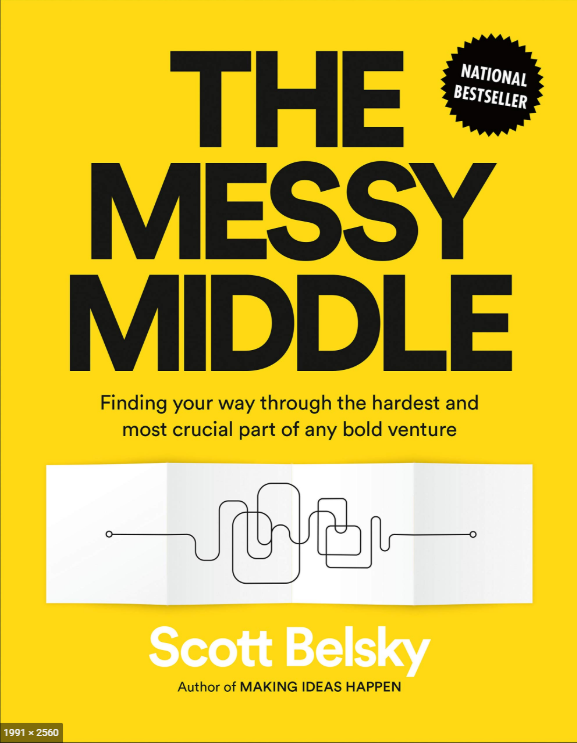 THE
NATIONAL
BESTSELLER
MESSY
MIDDLE
Finding your way through the hardest and
most crucial part of any bold venture
Scott Belsky
Author of MAKING IDEAS HAPPEN
1991 × 2560